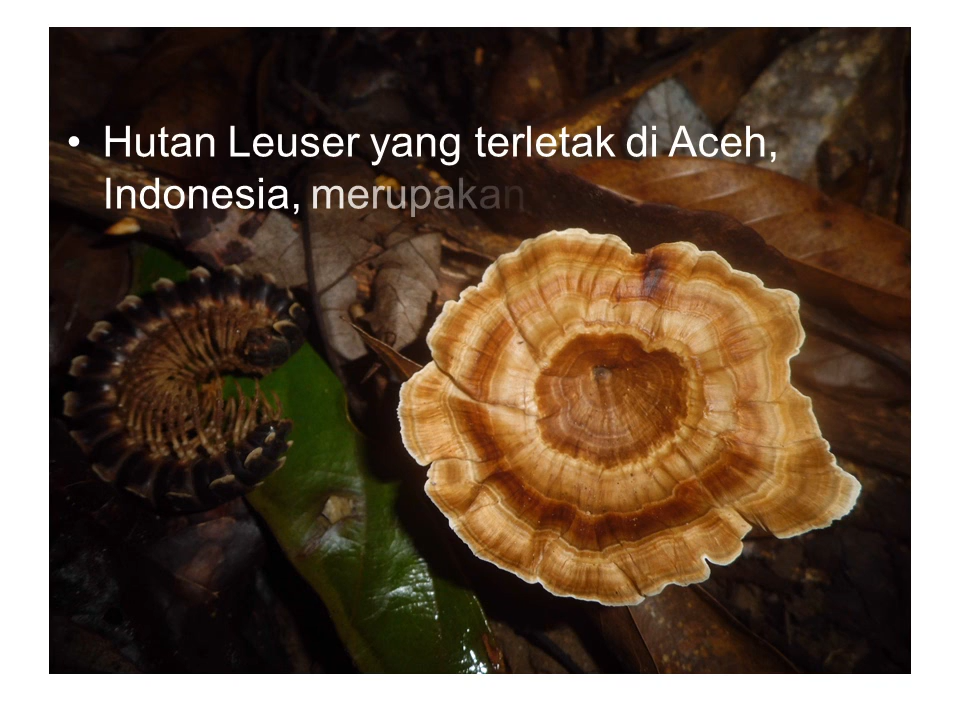 • Hutan Leuser yang terletak di Aceh,
Indonesia, merupakan